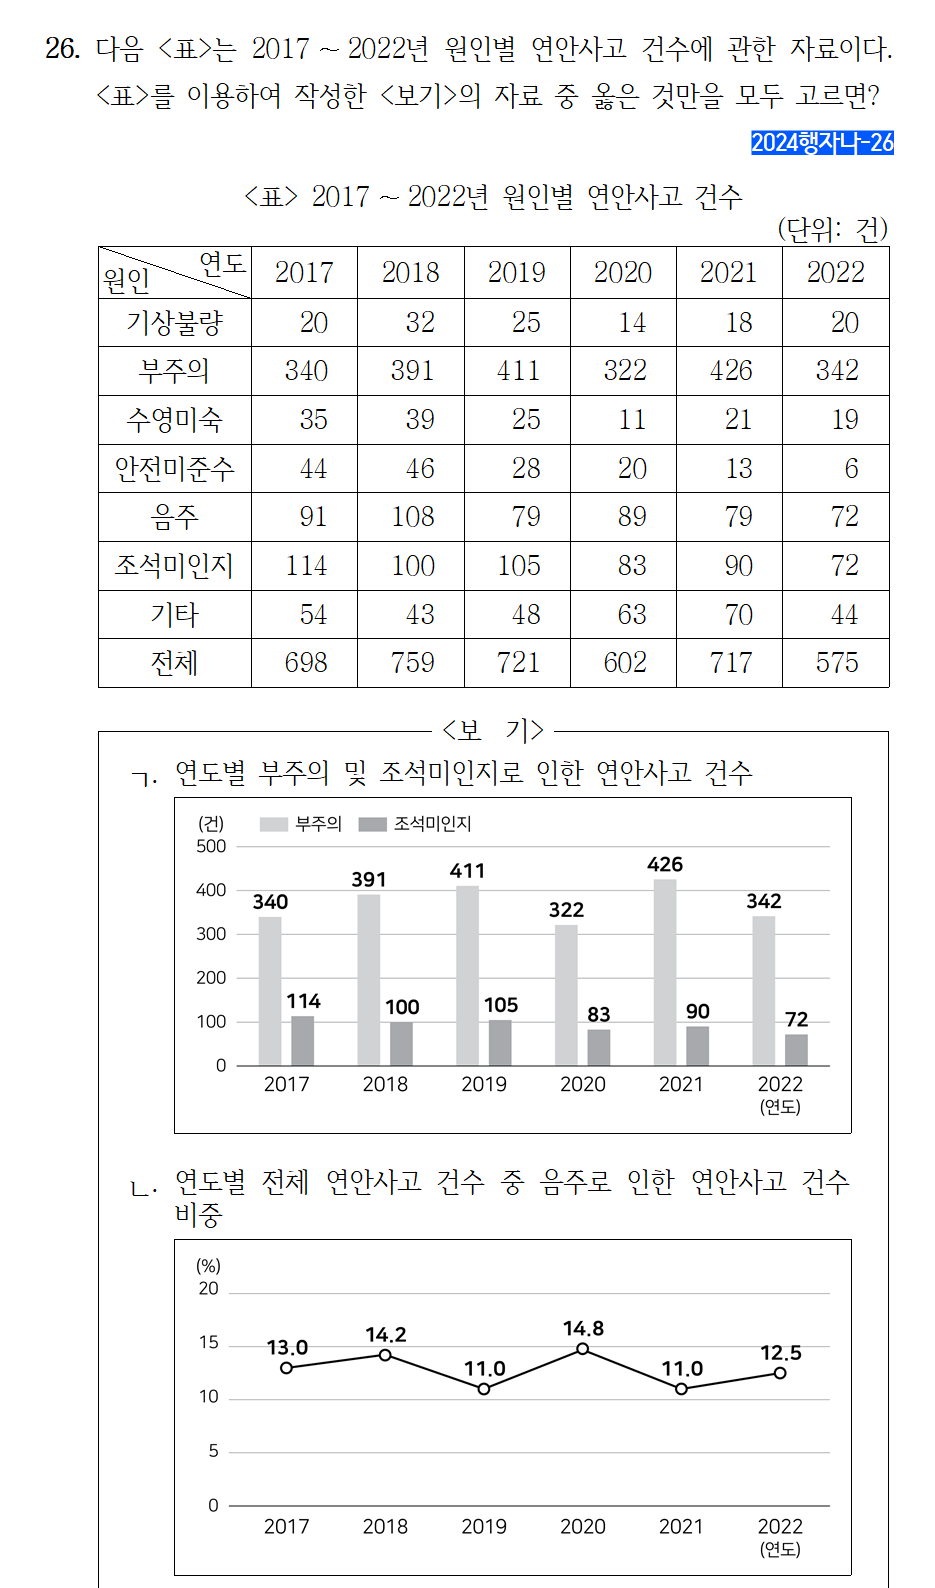 26. 다음 <표>는 2017 ~ 2022년 원인별 연안사고 건수에 관한 자료이다.
<표>를 이용하여 작성한 <보기>의 자료 중 옳은 것만을 모두 고르면?
2024행자나-26
<표> 2017 ~ 2022년 원인별 연안사고 건수
(단위: 건)
원인 연도 2017 2018 2019 2020 2021 2022
기상불량 20 32 25 14 18 20
부주의 340 391 411 322 426 342
수영미숙 35 39 25 11 21 19
안전미준수 44 46 28 20 13 6
음주 91 108 79 89 79 72
조석미인지 114 100 105 83 90 72
기타 54 43 48 63 70 44
전체 698 759 721 602 717 575
<보 기>
ㄱ. 연도별 부주의 및 조석미인지로 인한 연안사고 건수
(건) 부주의 조석미인지
500
400
300
200
100
0
340 391 411 322 426 342
114 100 105 83 90 72
2017 2018 2019 2020 2021 2022
(연도)
ㄴ. 연도별 전체 연안사고 건수 중 음주로 인한 연안사고 건수
비중
(%)
20
15
10
5
0
13.0 14.2 11.0 14.8 11.0 12.5
2017 2018 2019 2020 2021 2022
(연도)